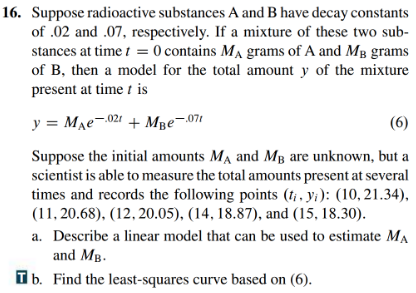 16. Suppose radioactive substances A and B have decay constants
of .02 and .07, respectively. If a mixture of these two sub-
stances at time t = 0 contains M_A grams of A and M_B grams
of B, then a model for the total amount y of the mixture
present at time t is
y = M_A e^{−.02t} + M_B e^{−.07t} (6)
Suppose the initial amounts M_A and M_B are unknown, but a
scientist is able to measure the total amounts present at several
times and records the following points (t_i, y_i): (10, 21.34),
(11, 20.68), (12, 20.05), (14, 18.87), and (15, 18.30).
a. Describe a linear model that can be used to estimate M_A
and M_B.
T b. Find the least-squares curve based on (6).